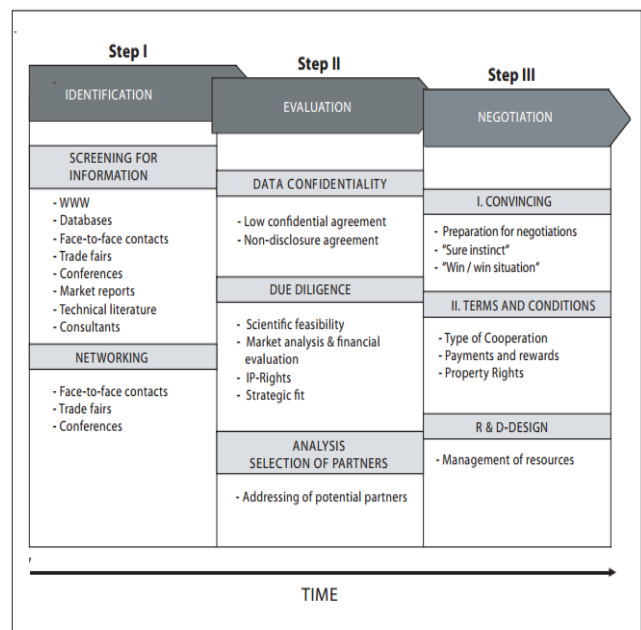 Step I
IDENTIFICATION
SCREENING FOR
INFORMATION
- WWW
- Databases
- Face-to-face contacts
- Trade fairs
- Conferences
- Market reports
- Technical literature
- Consultants
NETWORKING
- Face-to-face contacts
- Trade fairs
- Conferences
Step II
EVALUATION
DATA CONFIDENTIALITY
- Low confidential agreement
- Non-disclosure agreement
DUE DILIGENCE
- Scientific feasibility
- Market analysis & financial
evaluation
- IP-Rights
- Strategic fit
ANALYSIS
SELECTION OF PARTNERS
- Addressing of potential partners
Step III
NEGOTIATION
I. CONVINCING
- Preparation for negotiations
- “Sure instinct“
- “Win / win situation“
II. TERMS AND CONDITIONS
- Type of Cooperation
- Payments and rewards
- Property Rights
R & D-DESIGN
- Management of resources
TIME